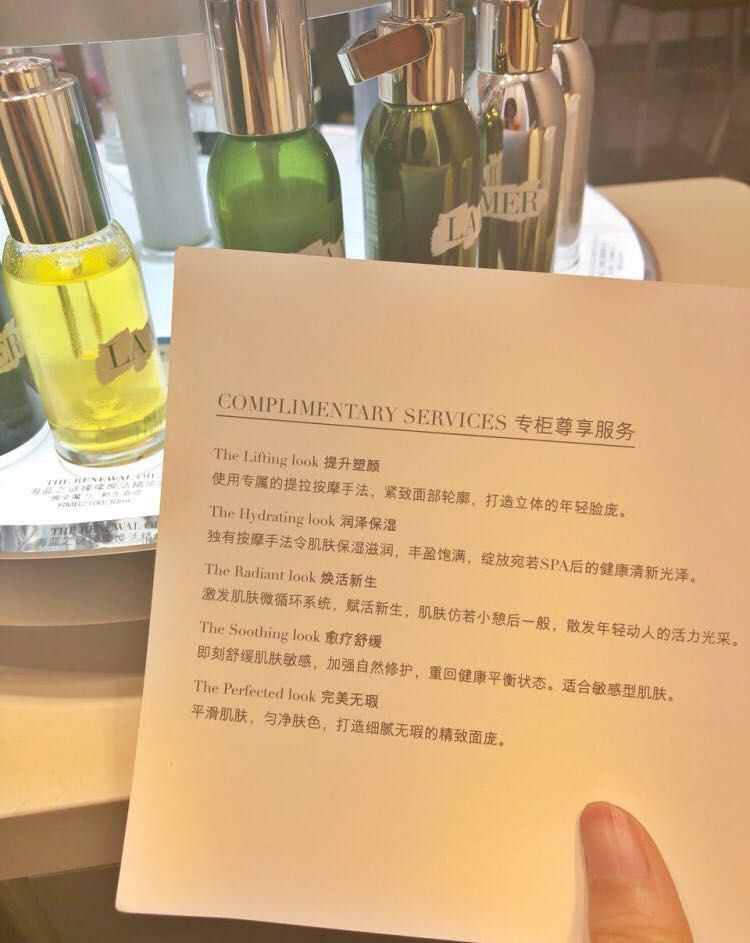 LA
LA
MER
ER
LA
THE RENEWAL OIL
RMB2100/30ml
THE RENEWAL O
COMPLIMENTARY SERVICES 专柜尊享服务
The Lifting look 提升塑颜
使用专属的提拉按摩手法，紧致面部轮廓，打造立体的年轻脸庞。
The Hydrating look 润泽保湿
独有按摩手法令肌肤保湿滋润，丰盈饱满，绽放宛若SPA后的健康清新光泽。
The Radiant look 焕活新生
激发肌肤微循环系统，赋活新生，肌肤仿若小憩后一般，散发年轻动人的活力光采。
The Soothing look 愈疗舒缓
即刻舒缓肌肤敏感，加强自然修护，重回健康平衡状态。适合敏感型肌肤。
The Perfected look 完美无瑕
平滑肌肤，匀净肤色，打造细腻无瑕的精致面庞。